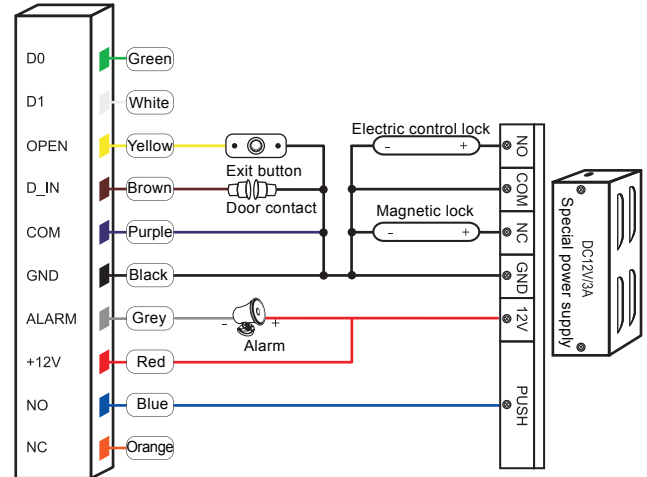 D0 Green
D1 White
OPEN Yellow
Exit button
D_IN Brown
Door contact
COM Purple
GND Black
ALARM Grey - +
Alarm
+12V Red
NO Blue
NC Orange
Electric control lock
- +
Magnetic lock
- +
NO
COM
NC
GND
12V
PUSH
DC12V/3A
Special power supply